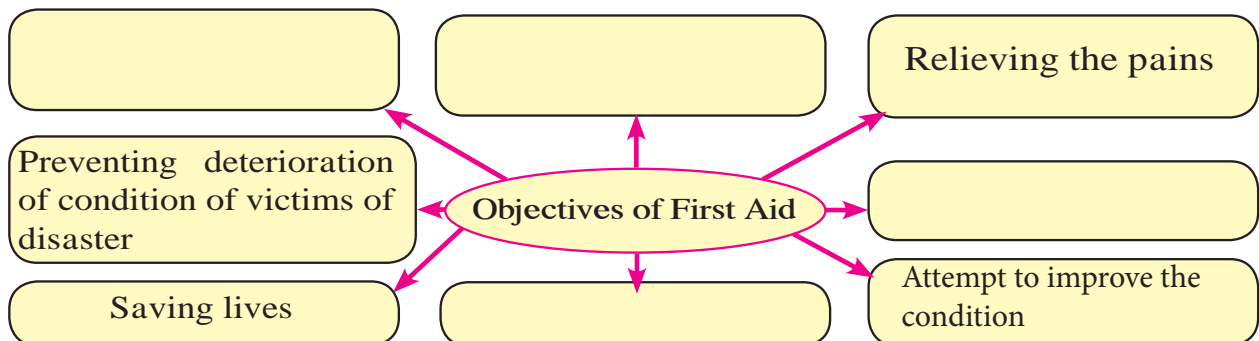 Relieving the pains
Preventing deterioration
of condition of victims of
disaster
Objectives of First Aid
Saving lives
Attempt to improve the
condition